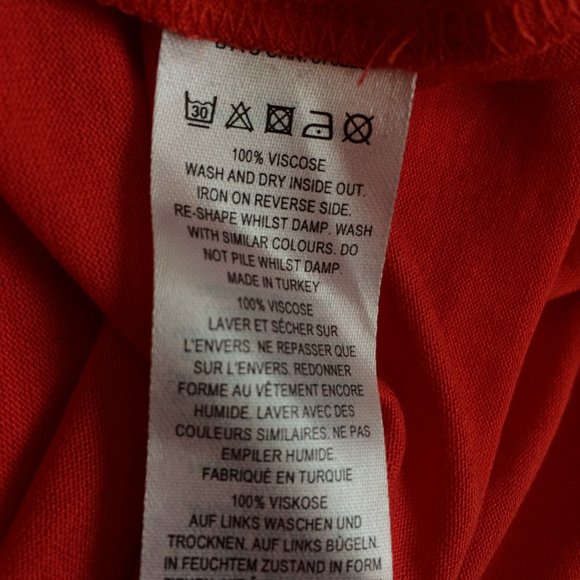 30
100% VISCOSE
WASH AND DRY INSIDE OUT.
IRON ON REVERSE SIDE.
RE-SHAPE WHILST DAMP. WASH
WITH SIMILAR COLOURS. DO
NOT PILE WHILST DAMP.
MADE IN TURKEY
100% VISCOSE
LAVER ET SÉCHER SUR
L'ENVERS. NE REPASSER QUE
SUR L'ENVERS. REDONNER
FORME AU VÊTEMENT ENCORE
HUMIDE. LAVER AVEC DES
COULEURS SIMILAIRES. NE PAS
EMPILER HUMIDE.
FABRIQUÉ EN TURQUIE
100% VISKOSE
AUF LINKS WASCHEN UND
TROCKNEN. AUF LINKS BÜGELN.
IN FEUCHTEM ZUSTAND IN FORM